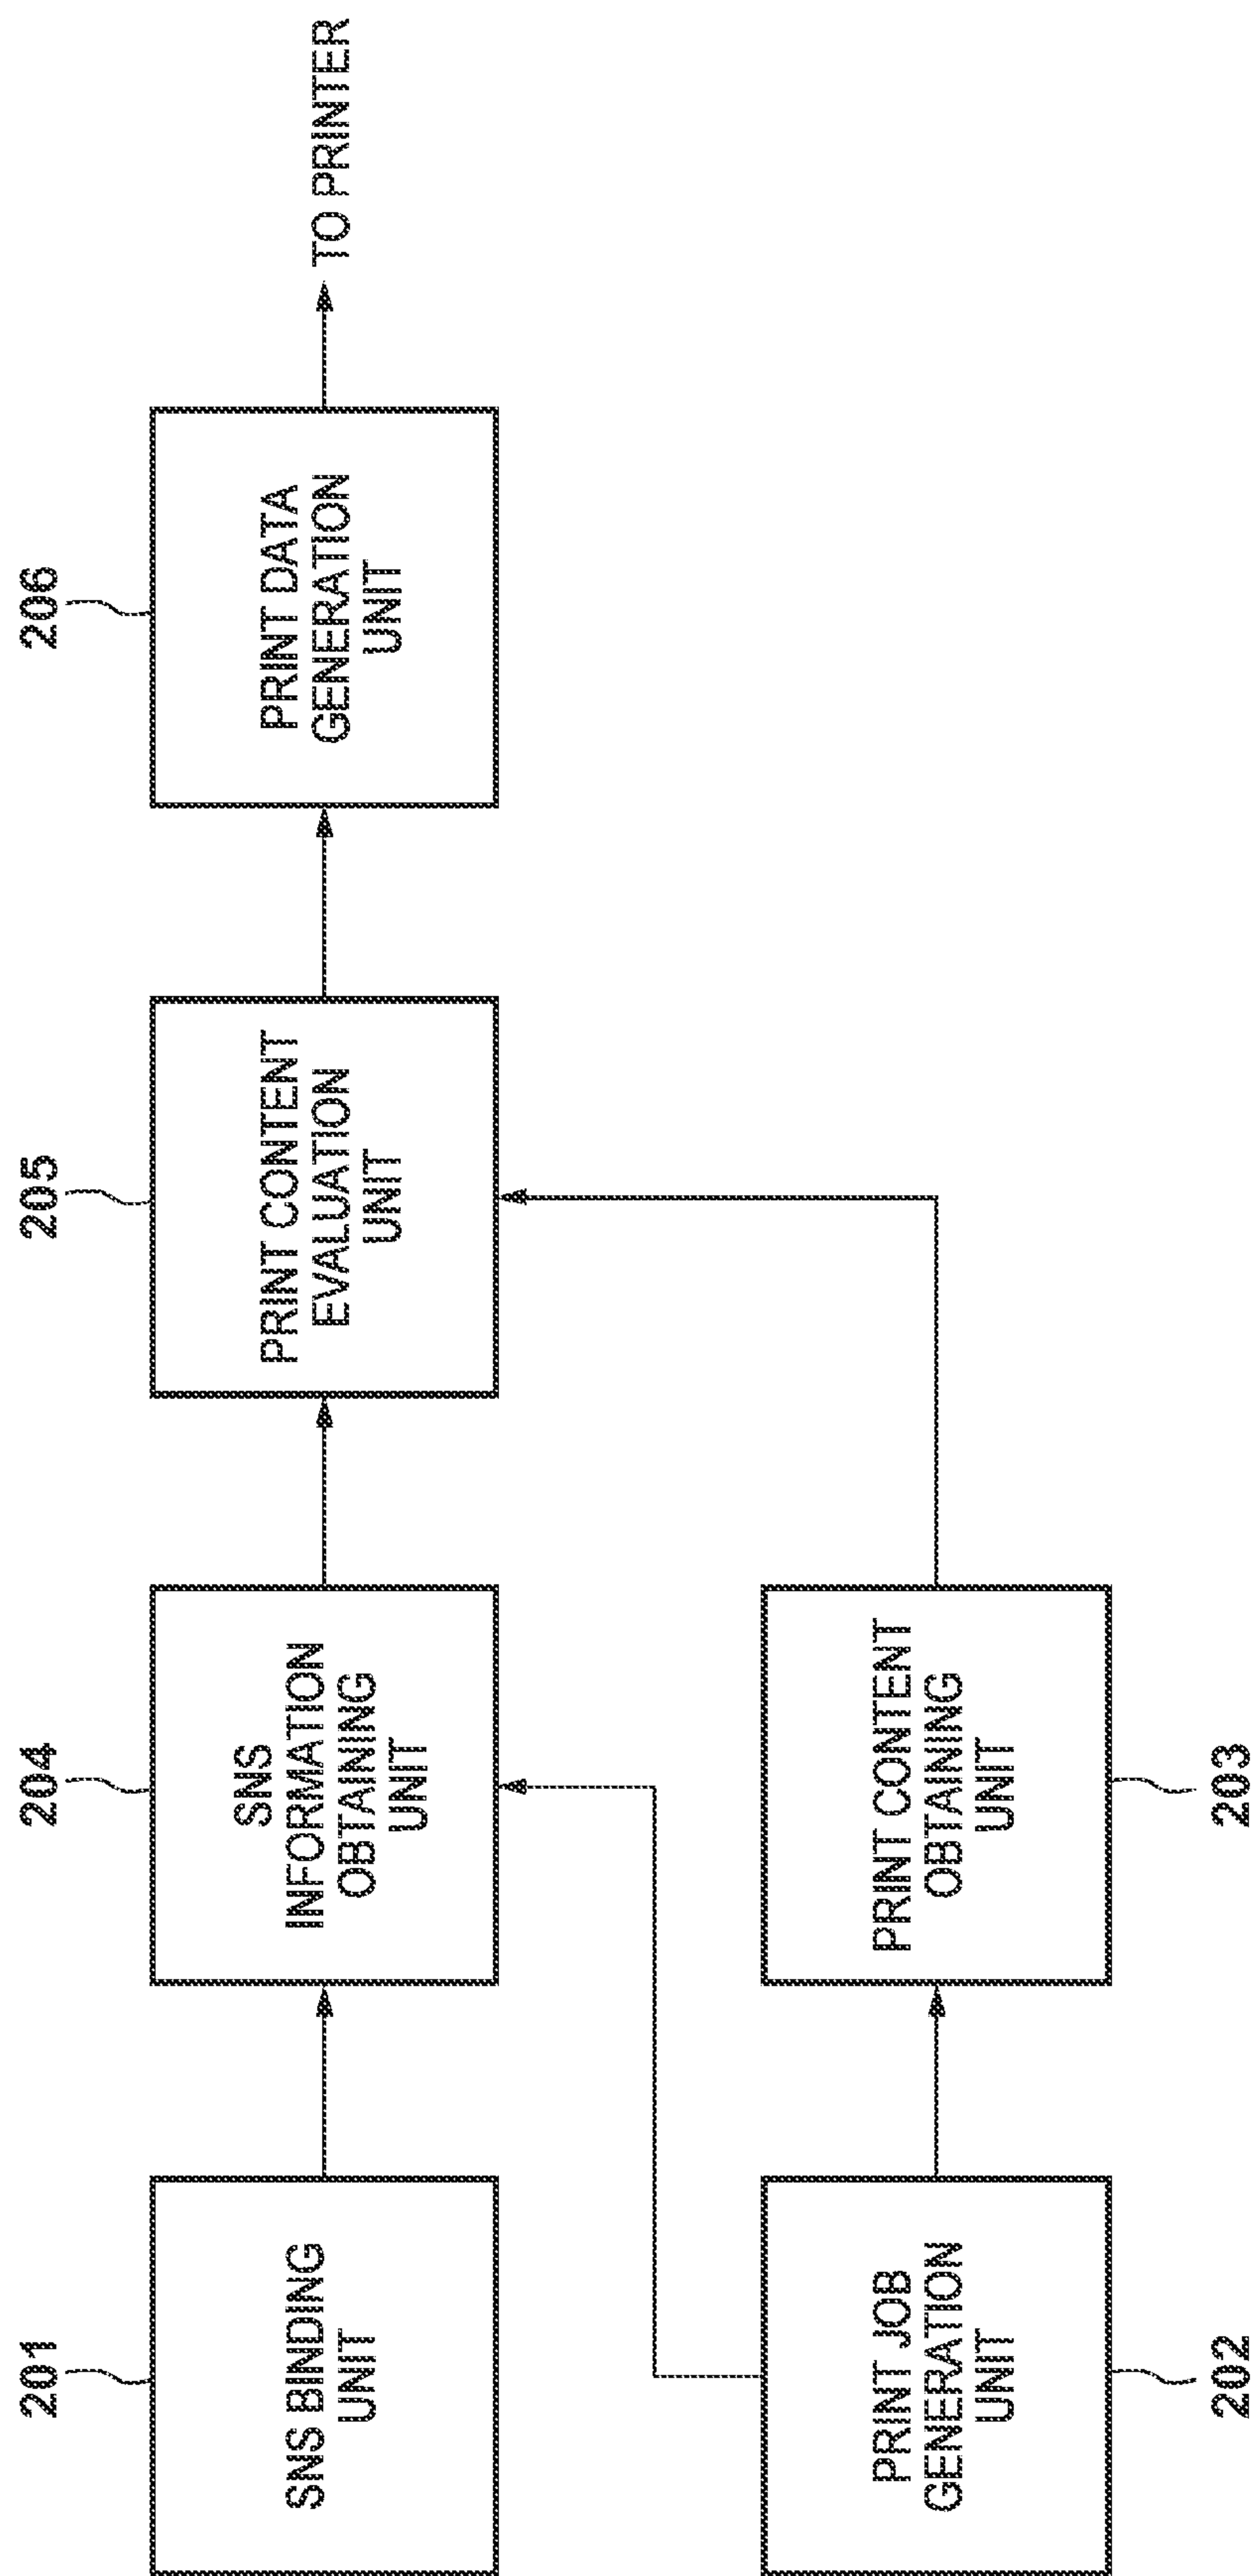 201
SNS BINDING
UNIT
204
SNS
INFORMATION
OBTAINING
UNIT
205
PRINT CONTENT
EVALUATION
UNIT
206
PRINT DATA
GENERATION
UNIT
TO PRINTER
PRINT JOB
GENERATION
UNIT
202
PRINT CONTENT
OBTAINING
UNIT
203